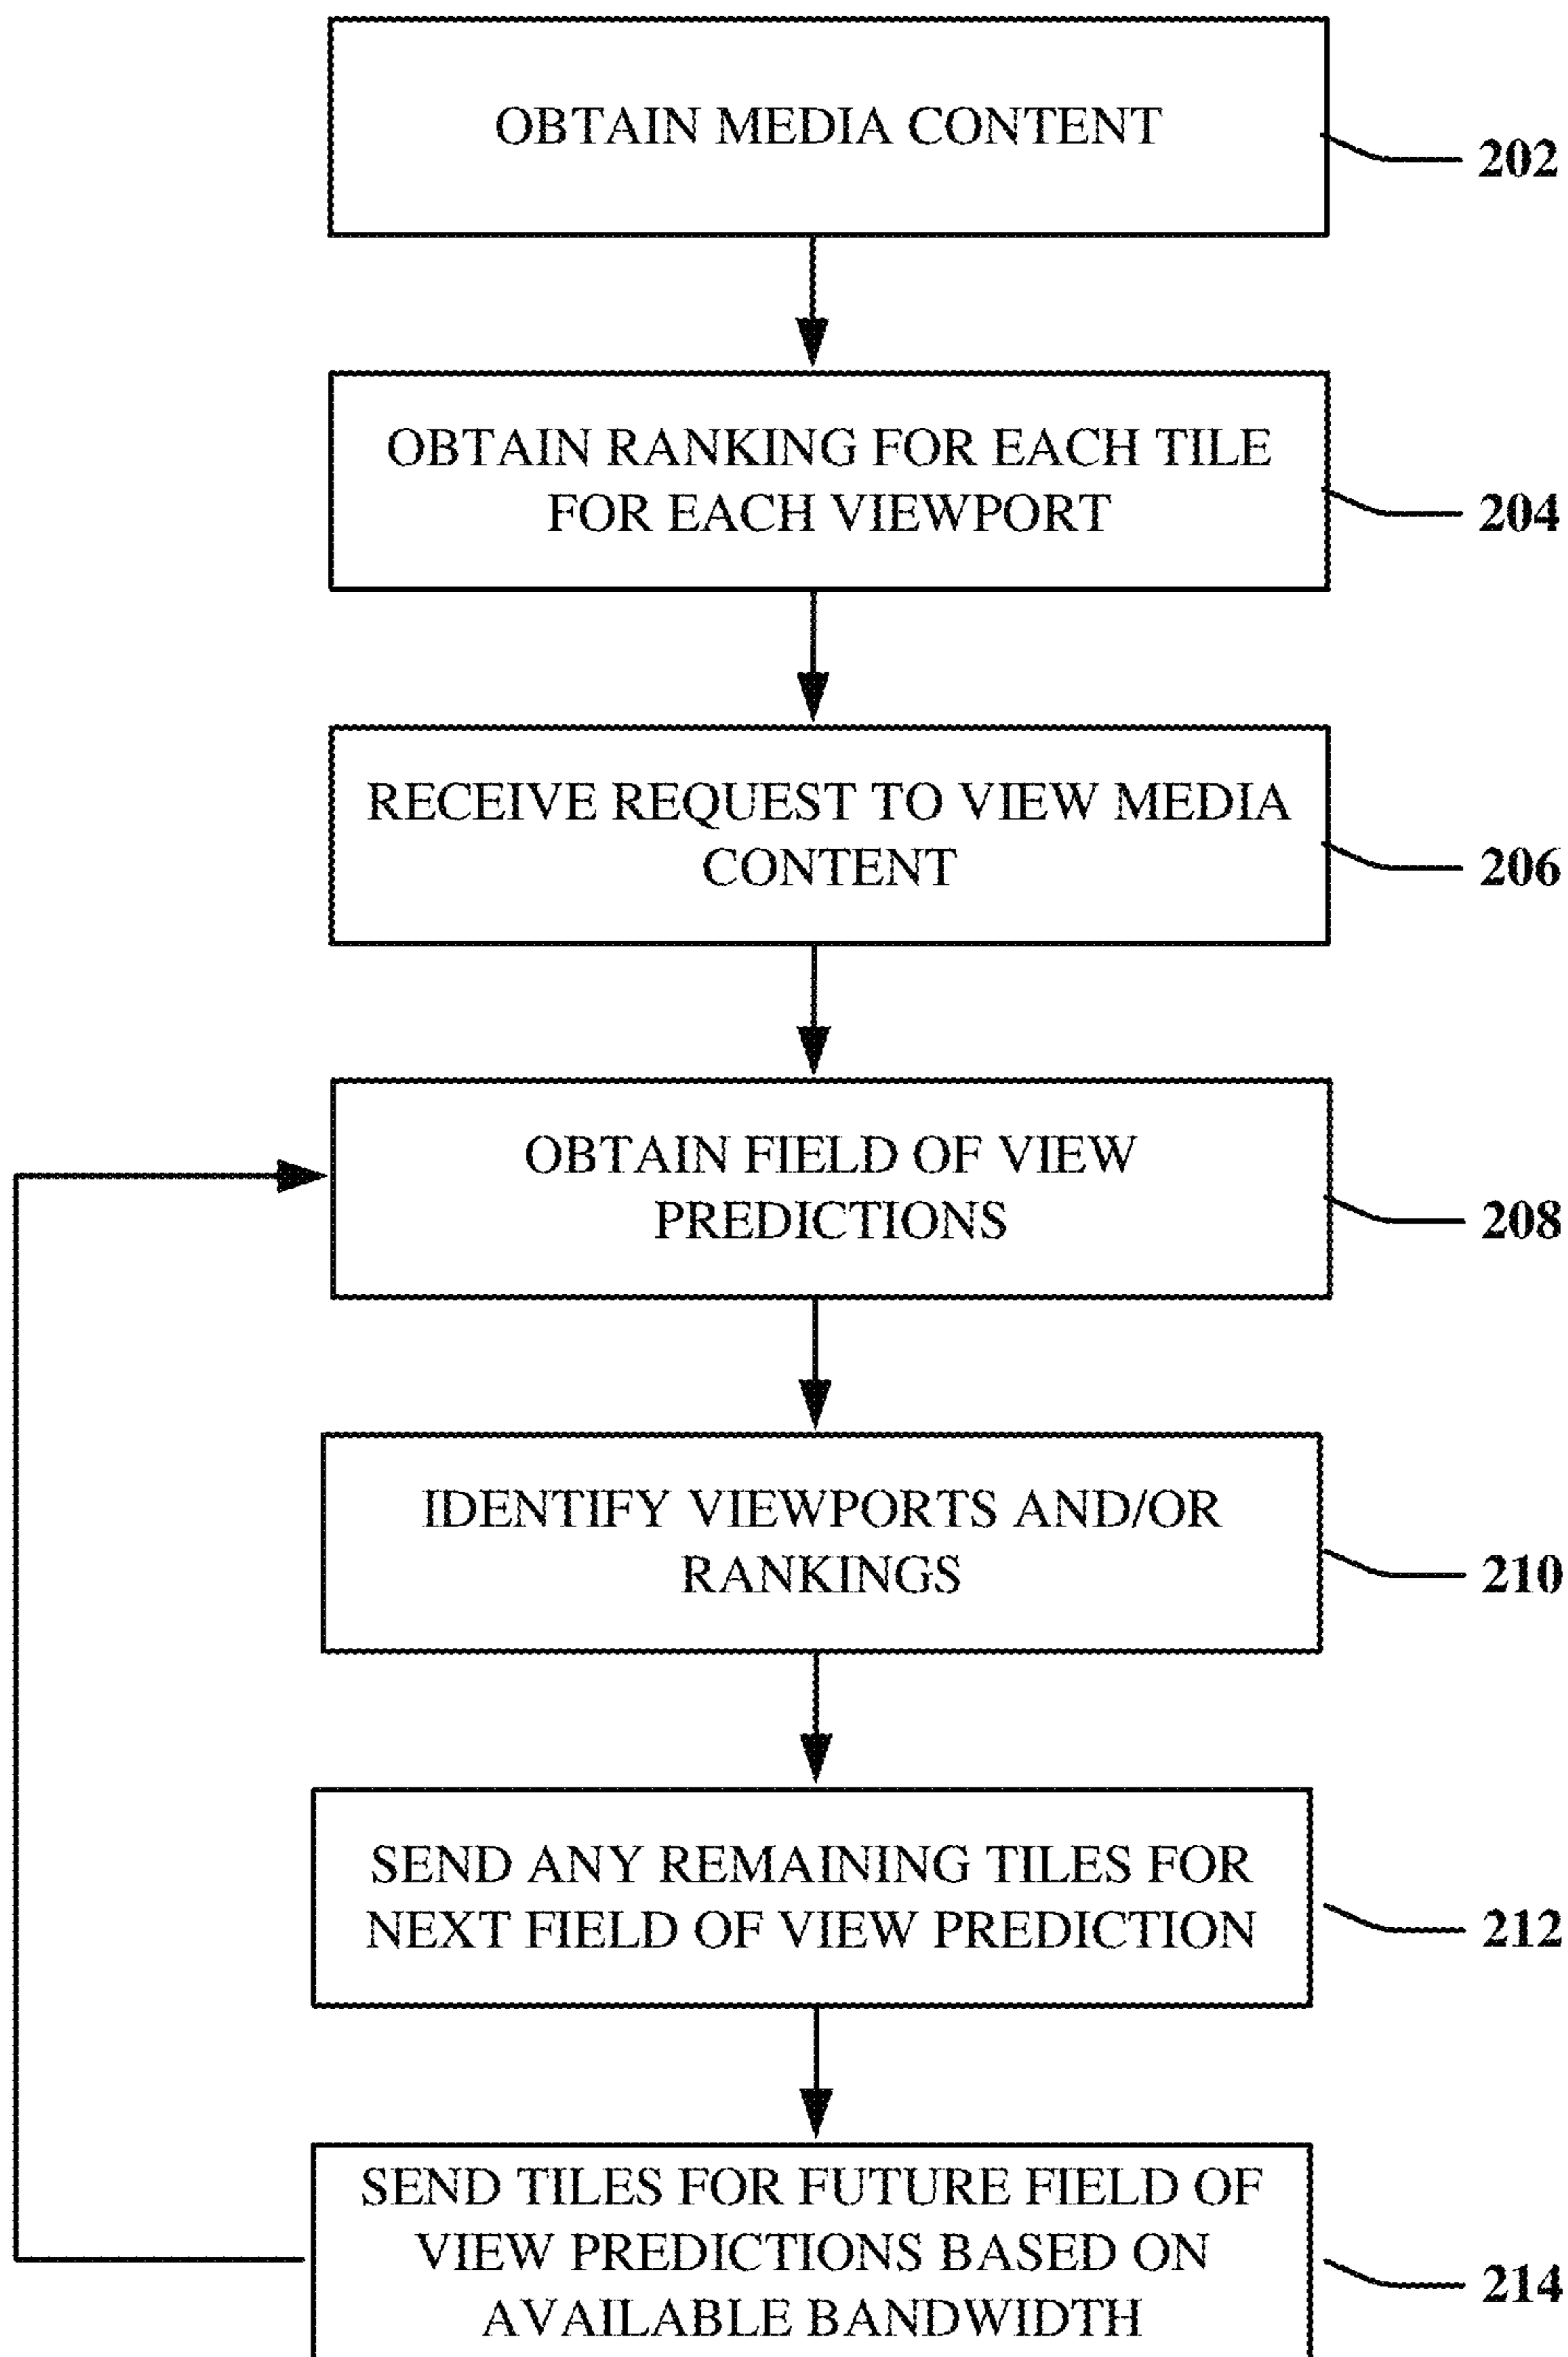 OBTAIN MEDIA CONTENT
202
OBTAIN RANKING FOR EACH TILE
FOR EACH VIEWPORT
204
RECEIVE REQUEST TO VIEW MEDIA
CONTENT
206
OBTAIN FIELD OF VIEW
PREDICTIONS
208
IDENTIFY VIEWPORTS AND/OR
RANKINGS
210
SEND ANY REMAINING TILES FOR
NEXT FIELD OF VIEW PREDICTION
212
SEND TILES FOR FUTURE FIELD OF
VIEW PREDICTIONS BASED ON
AVAILABLE BANDWIDTH
214